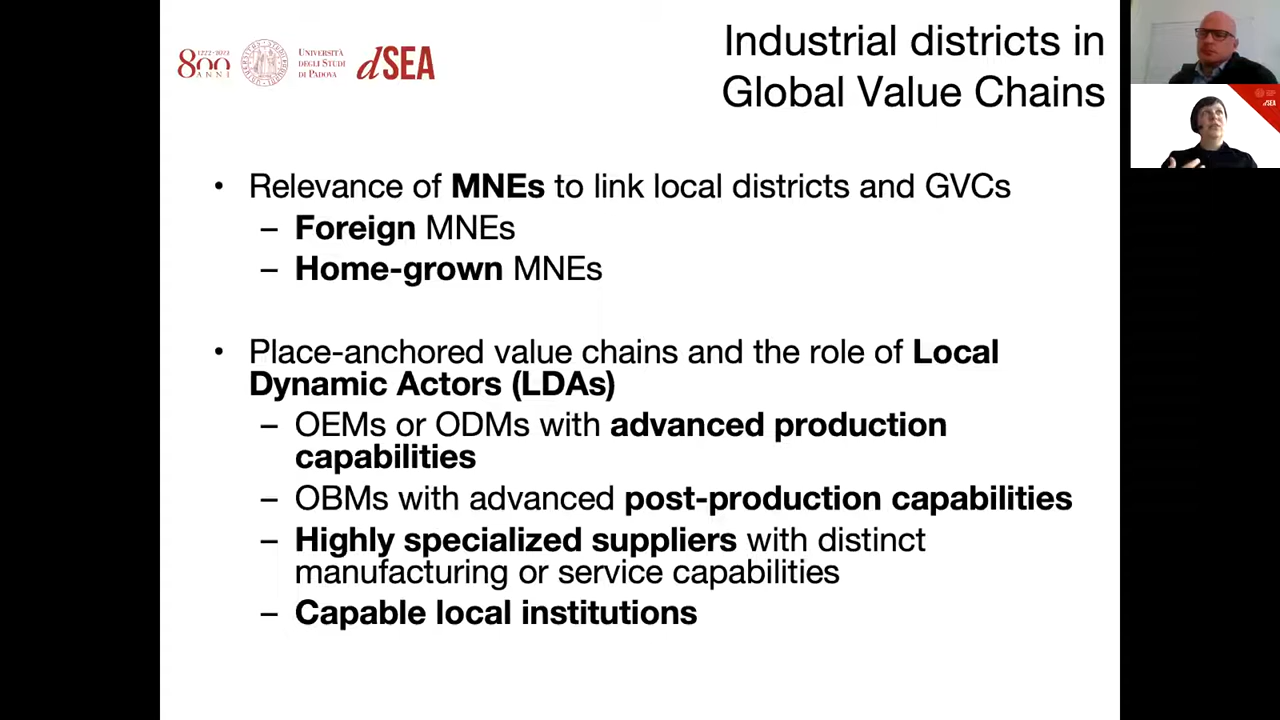 800
1222-2022
ANNI
UNIVERSITÀ
DEGLI STUDI
DI PADOVA
dSEA
Industrial districts in
Global Value Chains
• Relevance of MNEs to link local districts and GVCs
– Foreign MNEs
– Home-grown MNEs
• Place-anchored value chains and the role of Local
Dynamic Actors (LDAs)
– OEMs or ODMs with advanced production
capabilities
– OBMs with advanced post-production capabilities
– Highly specialized suppliers with distinct
manufacturing or service capabilities
– Capable local institutions
dSEA